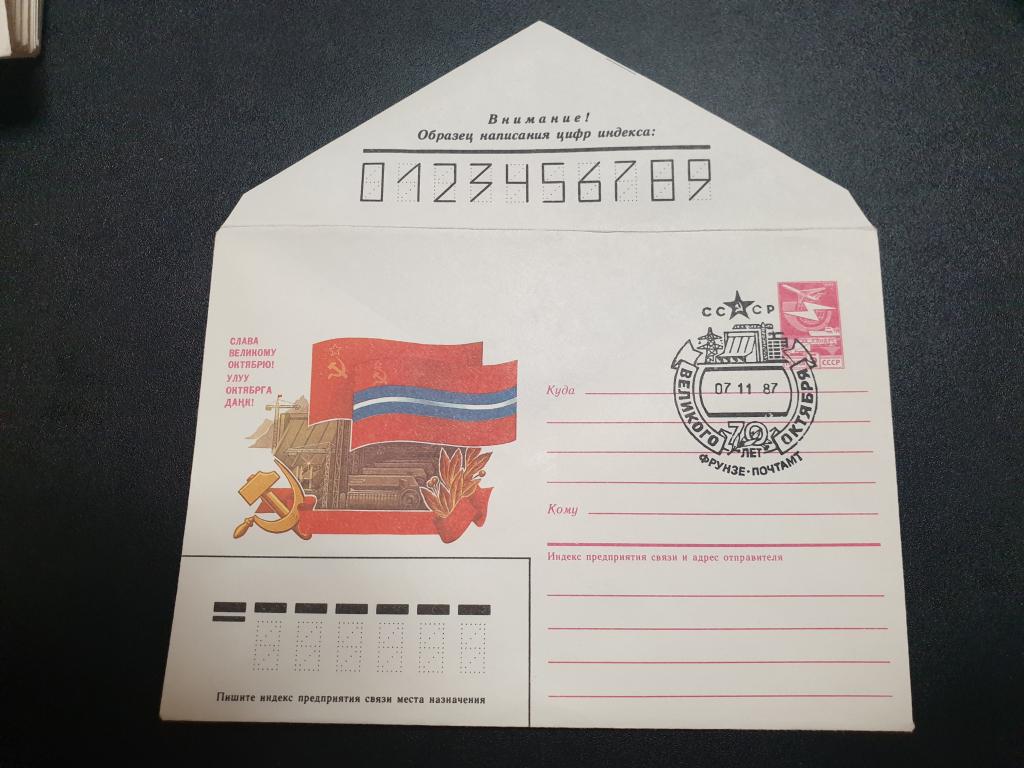 Внимание!
Образец написания цифр индекса:
0123456789
СЛАВА
ВЕЛИКОМУ
ОКТЯБРЮ!
УЛУУ
ОКТЯБРГА
ДАҢК!
СССР
07 11 87
ВЕЛИКОГО ОКТЯБРЯ
70
ЛЕТ
ФРУНЗЕ·ПОЧТАМТ
СССР
Куда
Кому
Индекс предприятия связи и адрес отправителя
Пишите индекс предприятия связи места назначения